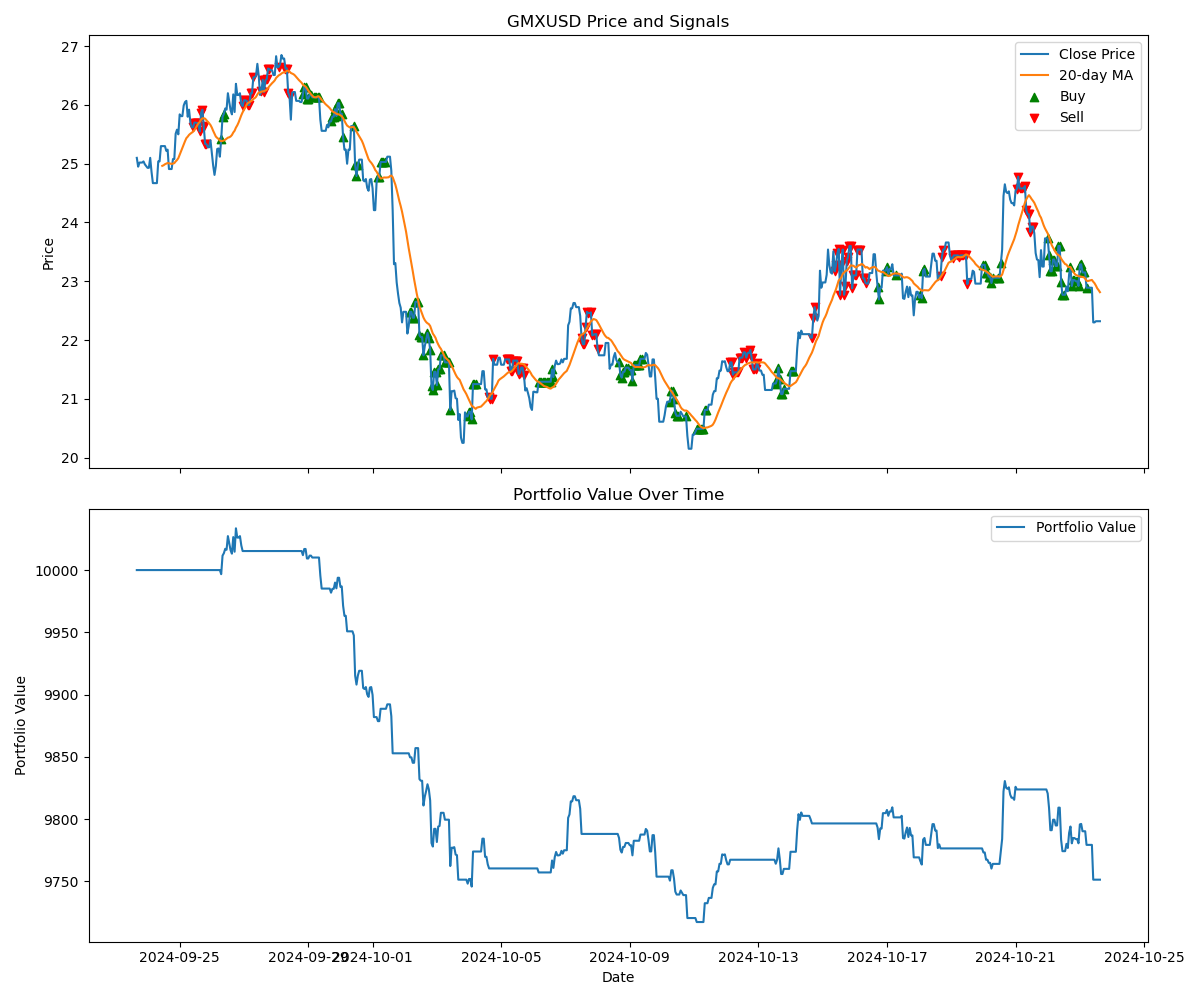 GMXUSD Price and Signals
Price
27
26
25
24
23
22
21
20
Close Price
20-day MA
Buy
Sell
Portfolio Value Over Time
Portfolio Value
10000
9950
9900
9850
9800
9750
Portfolio Value
2024-09-25
2024-09-29
2024-10-01
2024-10-05
2024-10-09
2024-10-13
2024-10-17
2024-10-21
2024-10-25
Date